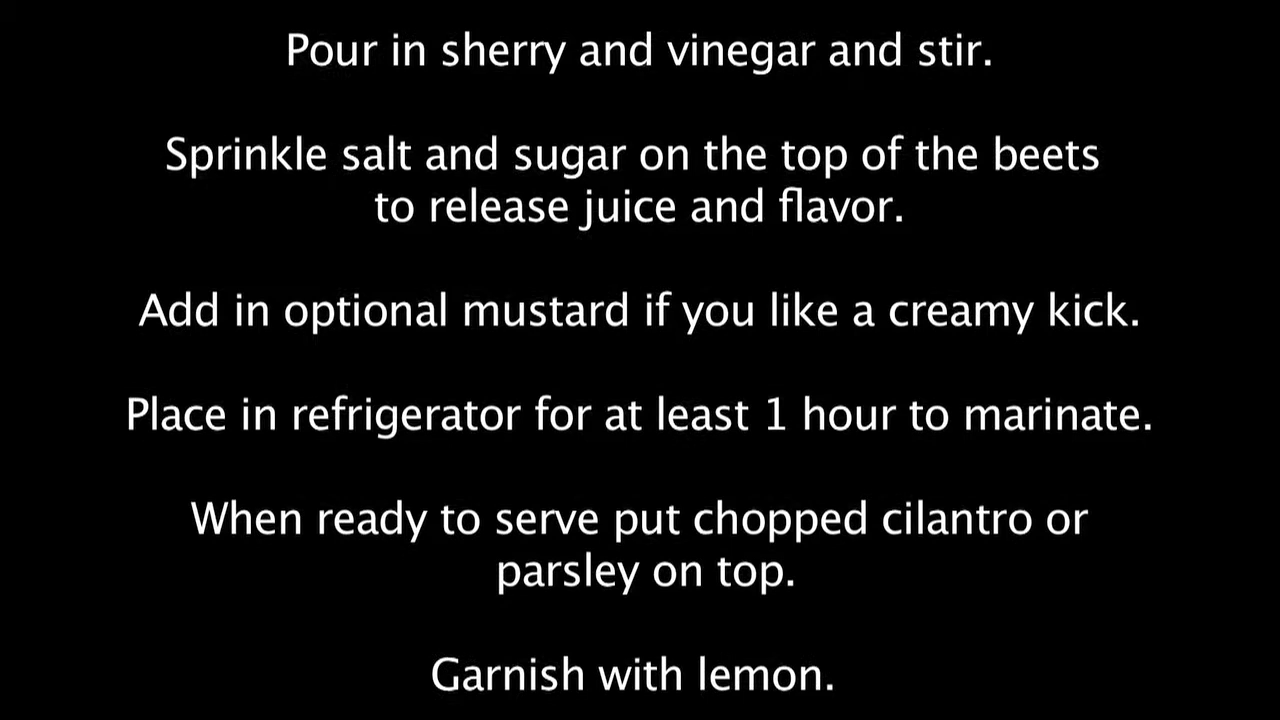 Pour in sherry and vinegar and stir.
Sprinkle salt and sugar on the top of the beets
to release juice and flavor.
Add in optional mustard if you like a creamy kick.
Place in refrigerator for at least 1 hour to marinate.
When ready to serve put chopped cilantro or
parsley on top.
Garnish with lemon.